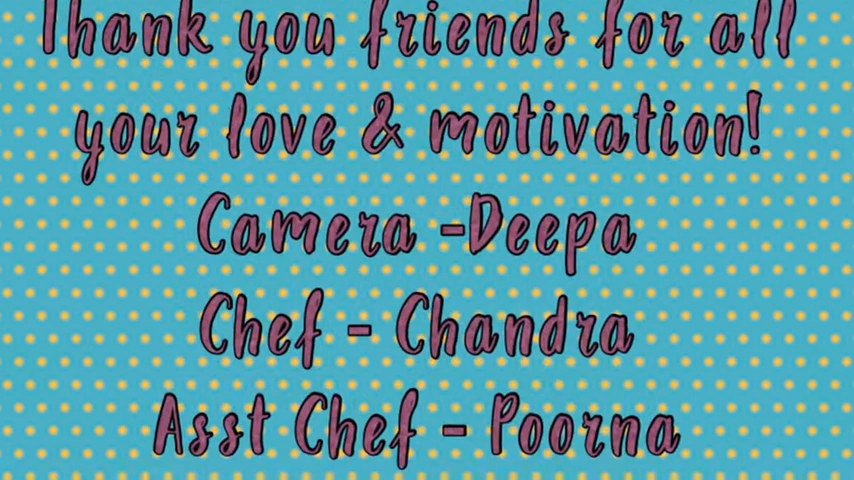 Thank you friends for all
your love & motivation!
Camera -Deepa
Chef - Chandra
Asst Chef - Poorna